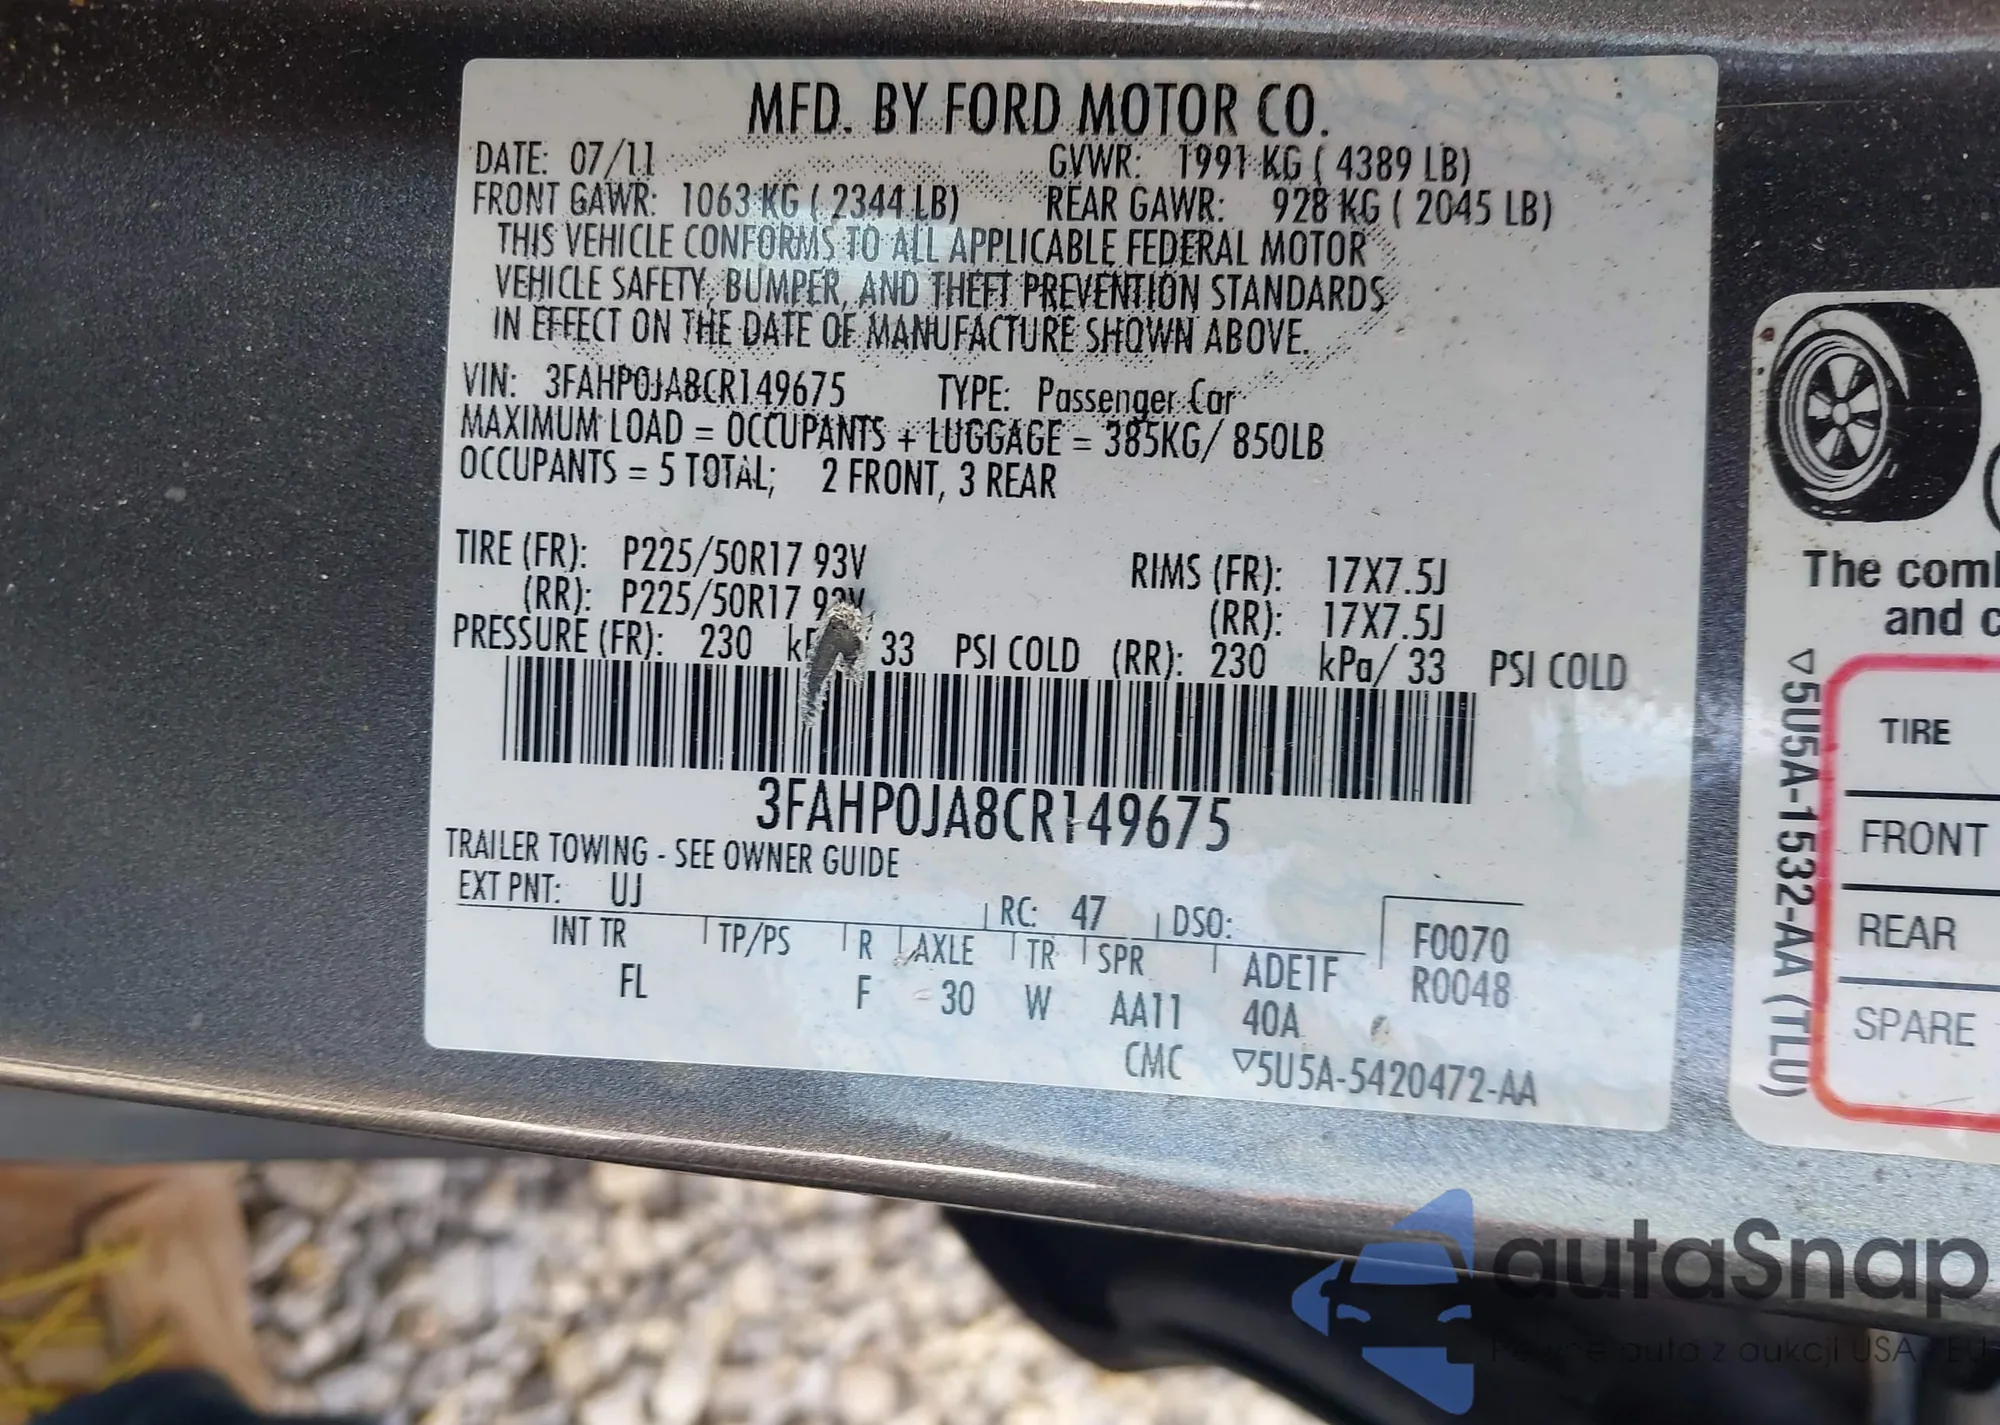 MFD. BY FORD MOTOR CO.
DATE: 07/11 GVWR: 1991 KG ( 4389 LB)
FRONT GAWR: 1063 KG ( 2344 LB) REAR GAWR: 928 KG ( 2045 LB)
THIS VEHICLE CONFORMS TO ALL APPLICABLE FEDERAL MOTOR
VEHICLE SAFETY, BUMPER, AND THEFT PREVENTION STANDARDS
IN EFFECT ON THE DATE OF MANUFACTURE SHOWN ABOVE.
VIN: 3FAHP0JA8CR149675 TYPE: Passenger Car
MAXIMUM LOAD = OCCUPANTS + LUGGAGE = 385KG/ 850LB
OCCUPANTS = 5 TOTAL; 2 FRONT, 3 REAR
TIRE (FR): P225/50R17 93V RIMS (FR): 17X7.5J
(RR): P225/50R17 (RR): 17X7.5J
PRESSURE (FR): 230 33 PSI COLD (RR): 230 kPa/ 33 PSI COLD
3FAHP0JA8CR149675
TRAILER TOWING - SEE OWNER GUIDE
EXT PNT: UJ RC: 47 DSO:
INT TR TP/PS R AXLE TR SPR ADE1F F0070
FL F 30 W AA11 40A R0048
CMC ▽5U5A-5420472-AA
The
and
▽5U5A-1532-AA (TLU)
TIRE
FRONT
REAR
SPARE
autaSnap
auta z aukcji USA